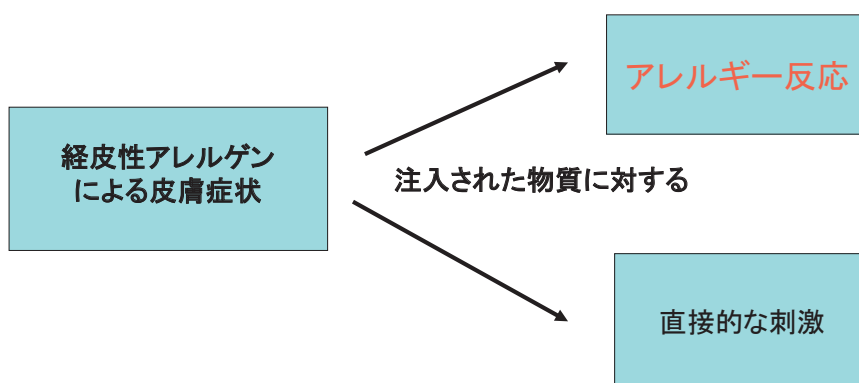 アレルギー反応
経皮性アレルゲン
による皮膚症状
注入された物質に対する
直接的な刺激